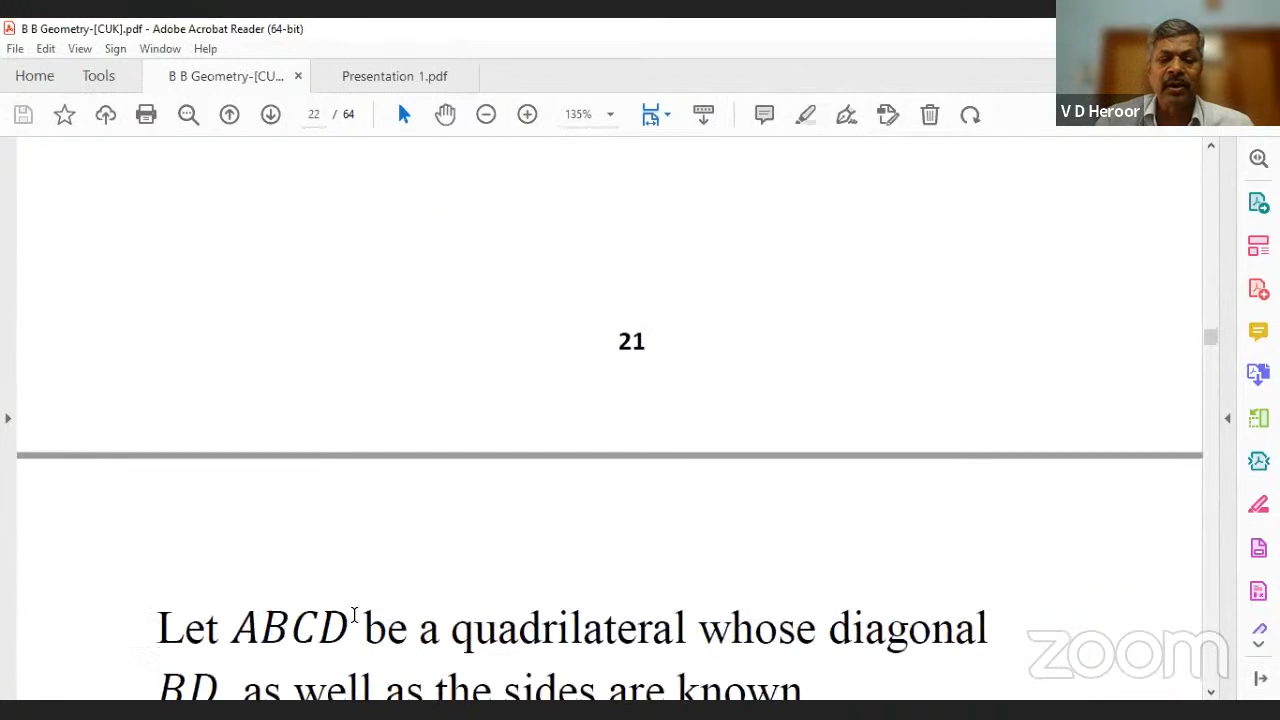 B B Geometry-[CUK].pdf - Adobe Acrobat Reader (64-bit)
File Edit View Sign Window Help
Home Tools B B Geometry-[CU... × Presentation 1.pdf
22 / 64 135%
V D Heroor
21
Let ABCD be a quadrilateral whose diagonal
BD as well as the sides are known
zoom